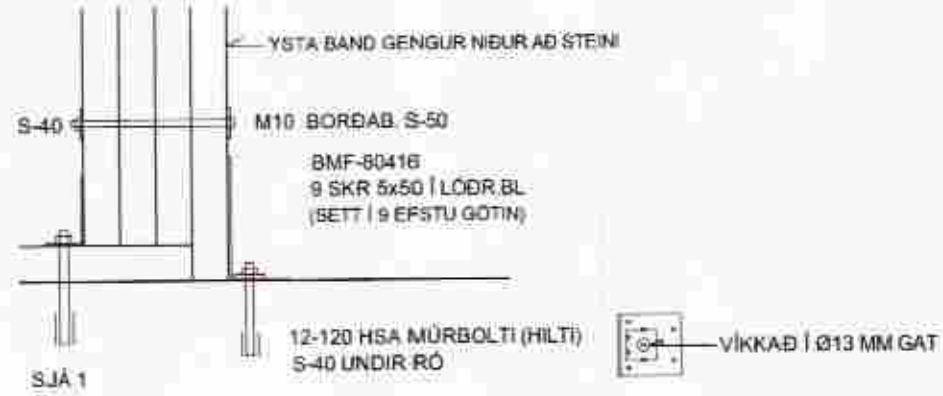 YSTA BAND GENGUR NIÐUR AÐ STEINI
S-40
M10 BORÐAB. S-50
BMF-60416
9 SKR 5x50 Í LÓÐR.BL
(SETT Í 9 EFSTU GÖTIN)
12-120 HSA MÚRBOLTI (HILTI)
S-40 UNDIR RÓ
VÍKKAÐ Í Ø13 MM GAT
SJÁ 1